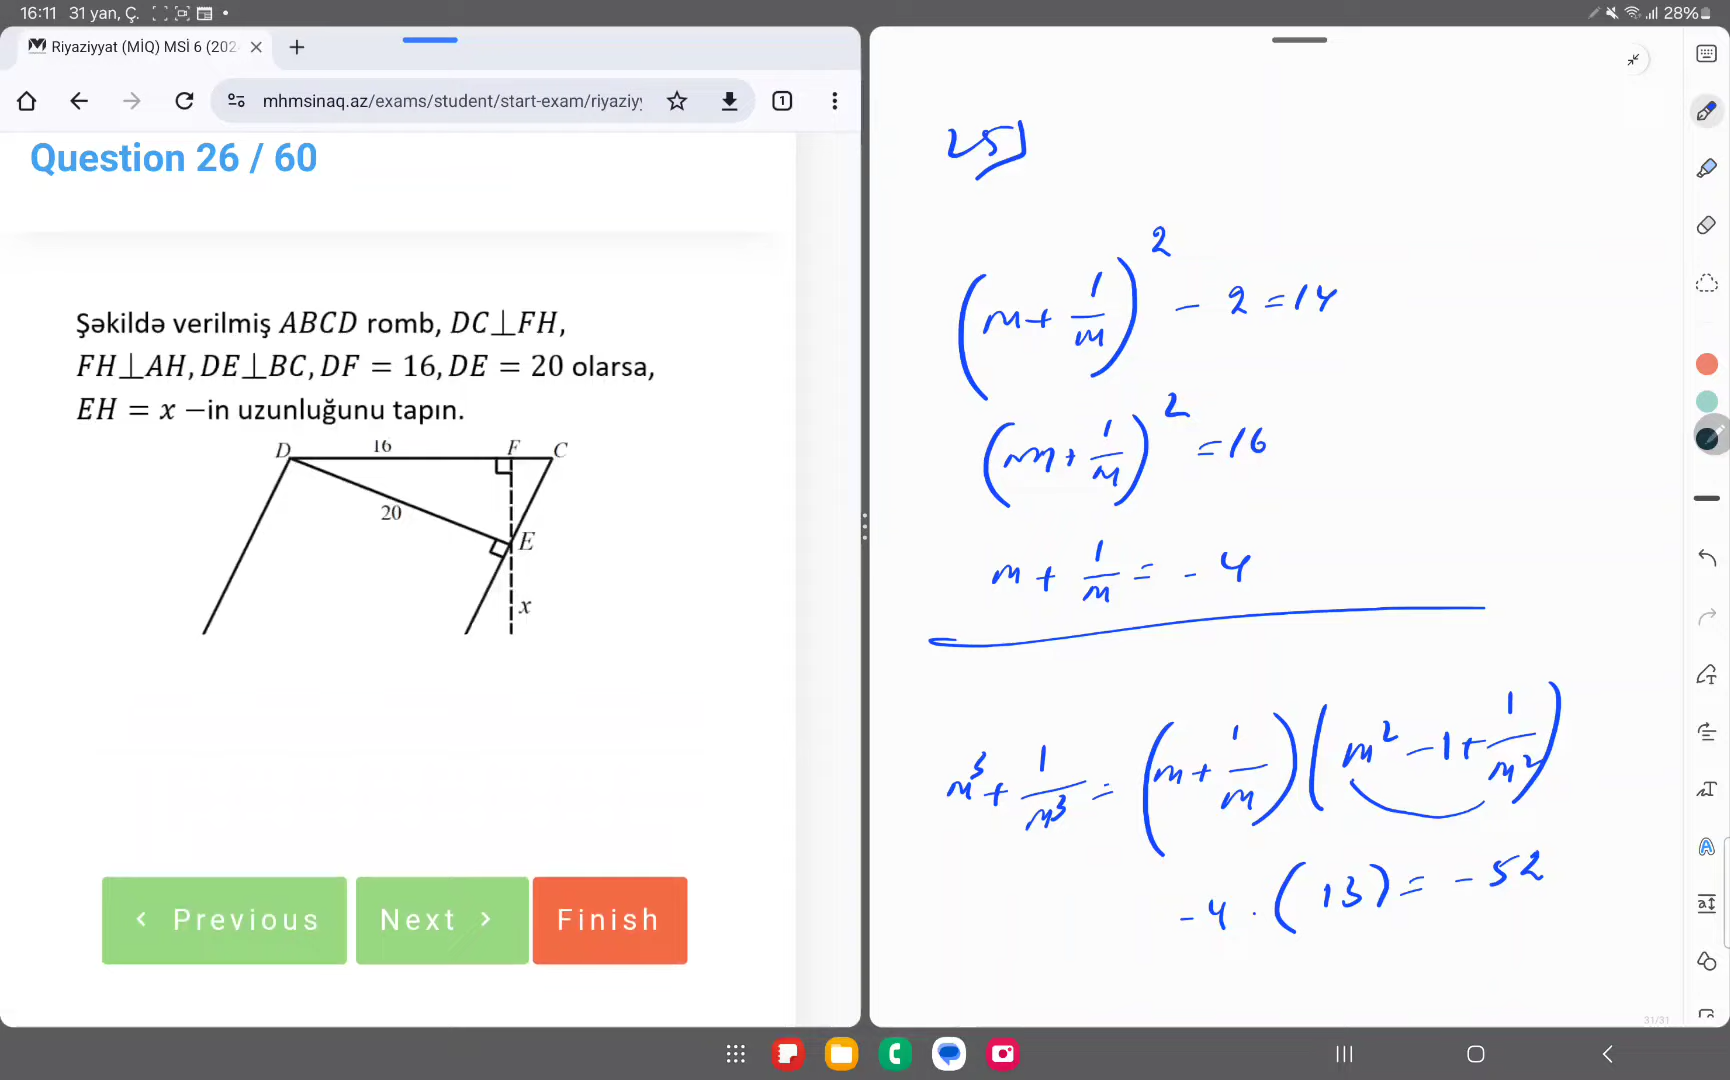 16:11 31 yan, Ç. 28%
Riyaziyyat (MİQ) MSİ 6 (202
mhmsinaq.az/exams/student/start-exam/riyaziyy
1
Question 26 / 60
Şəkildə verilmiş ABCD romb, DC⊥FH,
FH⊥AH, DE⊥BC, DF = 16, DE = 20 olarsa,
EH = x −in uzunluğunu tapın.
D 16 F C
20 E
x
‹ Previous Next › Finish
25)
(m + 1/m)² − 2 = 14
(m + 1/m)² = 16
m + 1/m = − 4
m³ + 1/m³ = (m + 1/m)(m² − 1 + 1/m²)
−4 · (13) = − 52
31/31